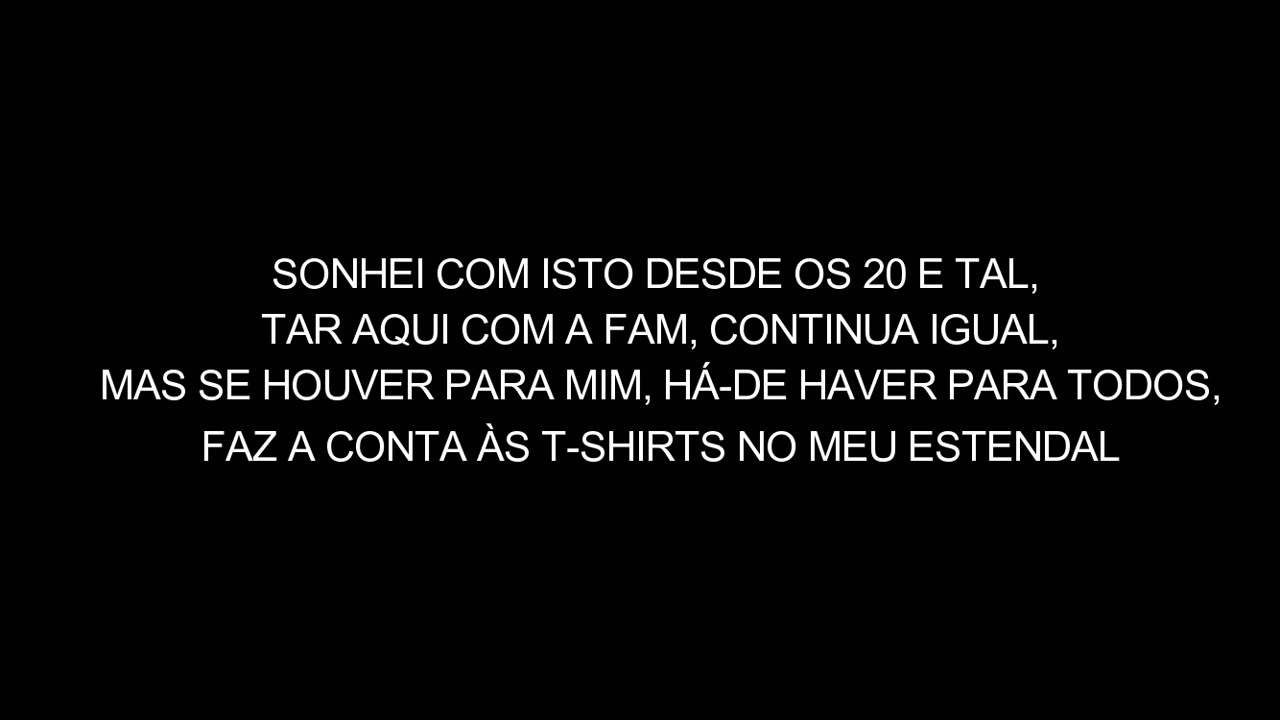 SONHEI COM ISTO DESDE OS 20 E TAL,
TAR AQUI COM A FAM, CONTINUA IGUAL,
MAS SE HOUVER PARA MIM, HÁ-DE HAVER PARA TODOS,
FAZ A CONTA ÀS T-SHIRTS NO MEU ESTENDAL